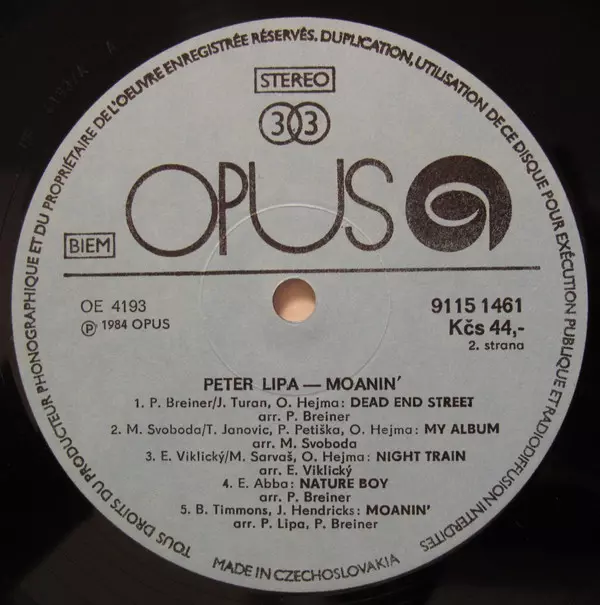 TOUS DROITS DU PRODUCTEUR PHONOGRAPHIQUE ET DU PROPRIÉTAIRE DE L'OEUVRE ENREGISTRÉE RÉSERVÉS. DUPLICATION, UTILISATION DE CE DISQUE POUR EXÉCUTION PUBLIQUE ET RADIODIFFUSION INTERDITES
STEREO
33
OPUS
BIEM
OE 4193
℗ 1984 OPUS
9115 1461
Kčs 44,-
2. strana
PETER LIPA — MOANIN'
1. P. Breiner/J. Turan, O. Hejma: DEAD END STREET
arr. P. Breiner
2. M. Svoboda/T. Janovic, P. Petiška, O. Hejma: MY ALBUM
arr. M. Svoboda
3. E. Viklický/M. Sarvaš, O. Hejma: NIGHT TRAIN
arr. E. Viklický
4. E. Abba: NATURE BOY
arr. P. Breiner
5. B. Timmons, J. Hendricks: MOANIN'
arr. P. Lipa, P. Breiner
MADE IN CZECHOSLOVAKIA